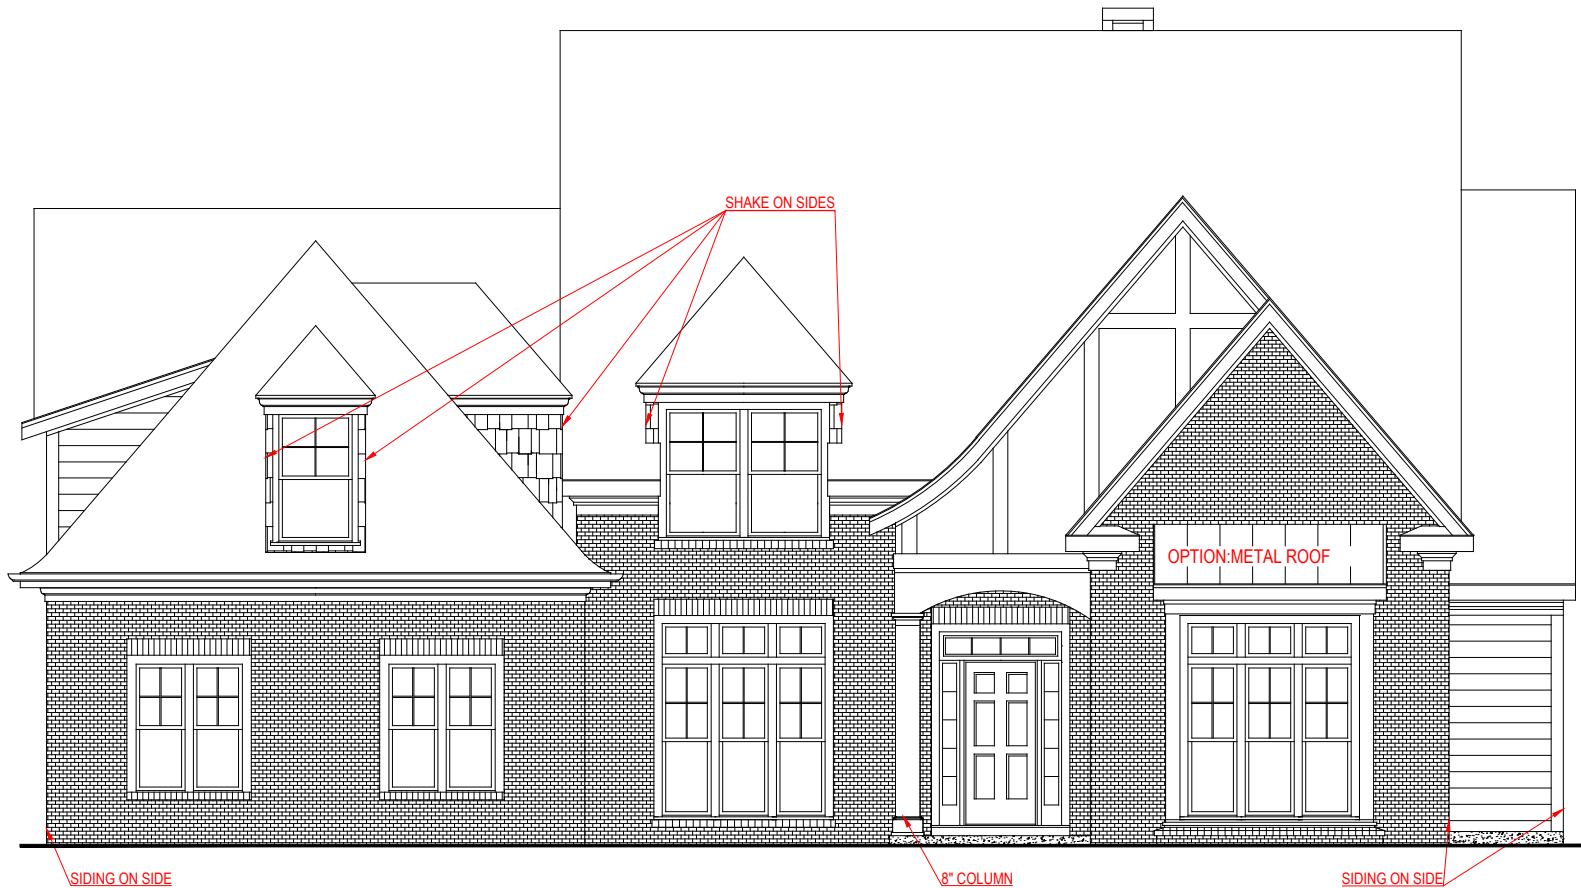 SHAKE ON SIDES
OPTION:METAL ROOF
SIDING ON SIDE
8" COLUMN
SIDING ON SIDE